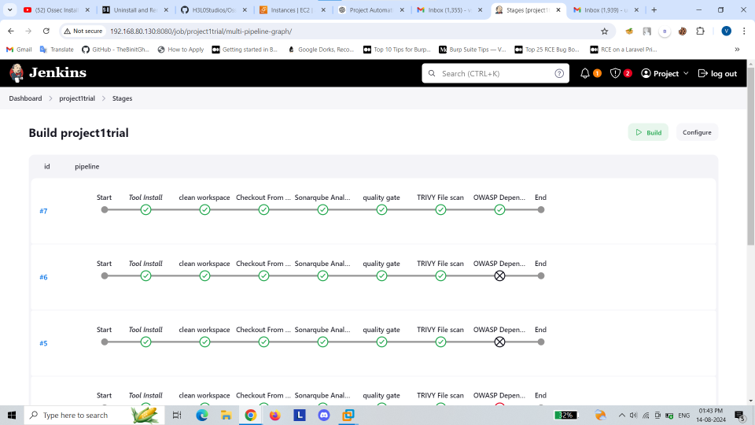 (52) Ossec Instal
Uninstall and Re
M3L0Studios/Ou
Instances | EC2 |
Project Automat
Inbox (1,355) - v
Stages [project1
Inbox (1,939) - v
Not secure
192.168.80.130:8080/job/project1trial/multi-pipeline-graph/
V
Gmail
Translate
GitHub - TheBinitGh...
How to Apply
Getting started in B...
Google Dorks, Reco...
Top 10 Tips for Burp...
Burp Suite Tips — V...
Top 25 RCE Bug Bo...
RCE on a Laravel Pri...
Jenkins
Search (CTRL+K)
1
2
Project
log out
Dashboard
project1trial
Stages
Build project1trial
Build
Configure
id
pipeline
#7
Start
Tool Install
clean workspace
Checkout From ...
Sonarqube Anal...
quality gate
TRIVY File scan
OWASP Depen...
End
#6
Start
Tool Install
clean workspace
Checkout From ...
Sonarqube Anal...
quality gate
TRIVY File scan
OWASP Depen...
End
#5
Start
Tool Install
clean workspace
Checkout From ...
Sonarqube Anal...
quality gate
TRIVY File scan
OWASP Depen...
End
Start
Tool Install
clean workspace
Checkout From ...
Sonarqube Anal...
quality gate
TRIVY File scan
OWASP Depen...
End
Type here to search
L
2%
ENG
01:43 PM
14-08-2024